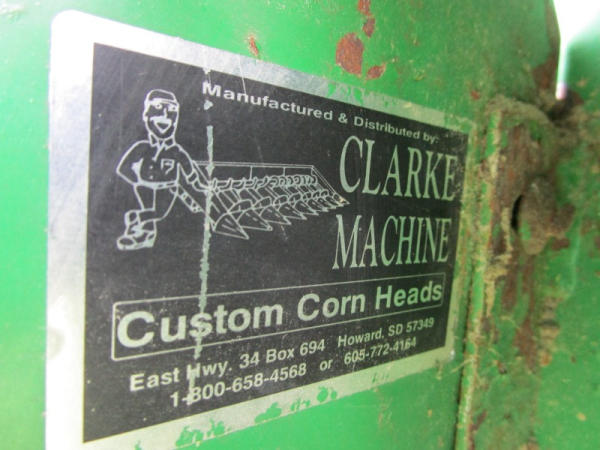 Manufactured & Distributed by:
CLARKE
MACHINE
Custom Corn Heads
East Hwy. 34 Box 694 Howard, SD 57349
1-800-658-4568 or 605-772-4164